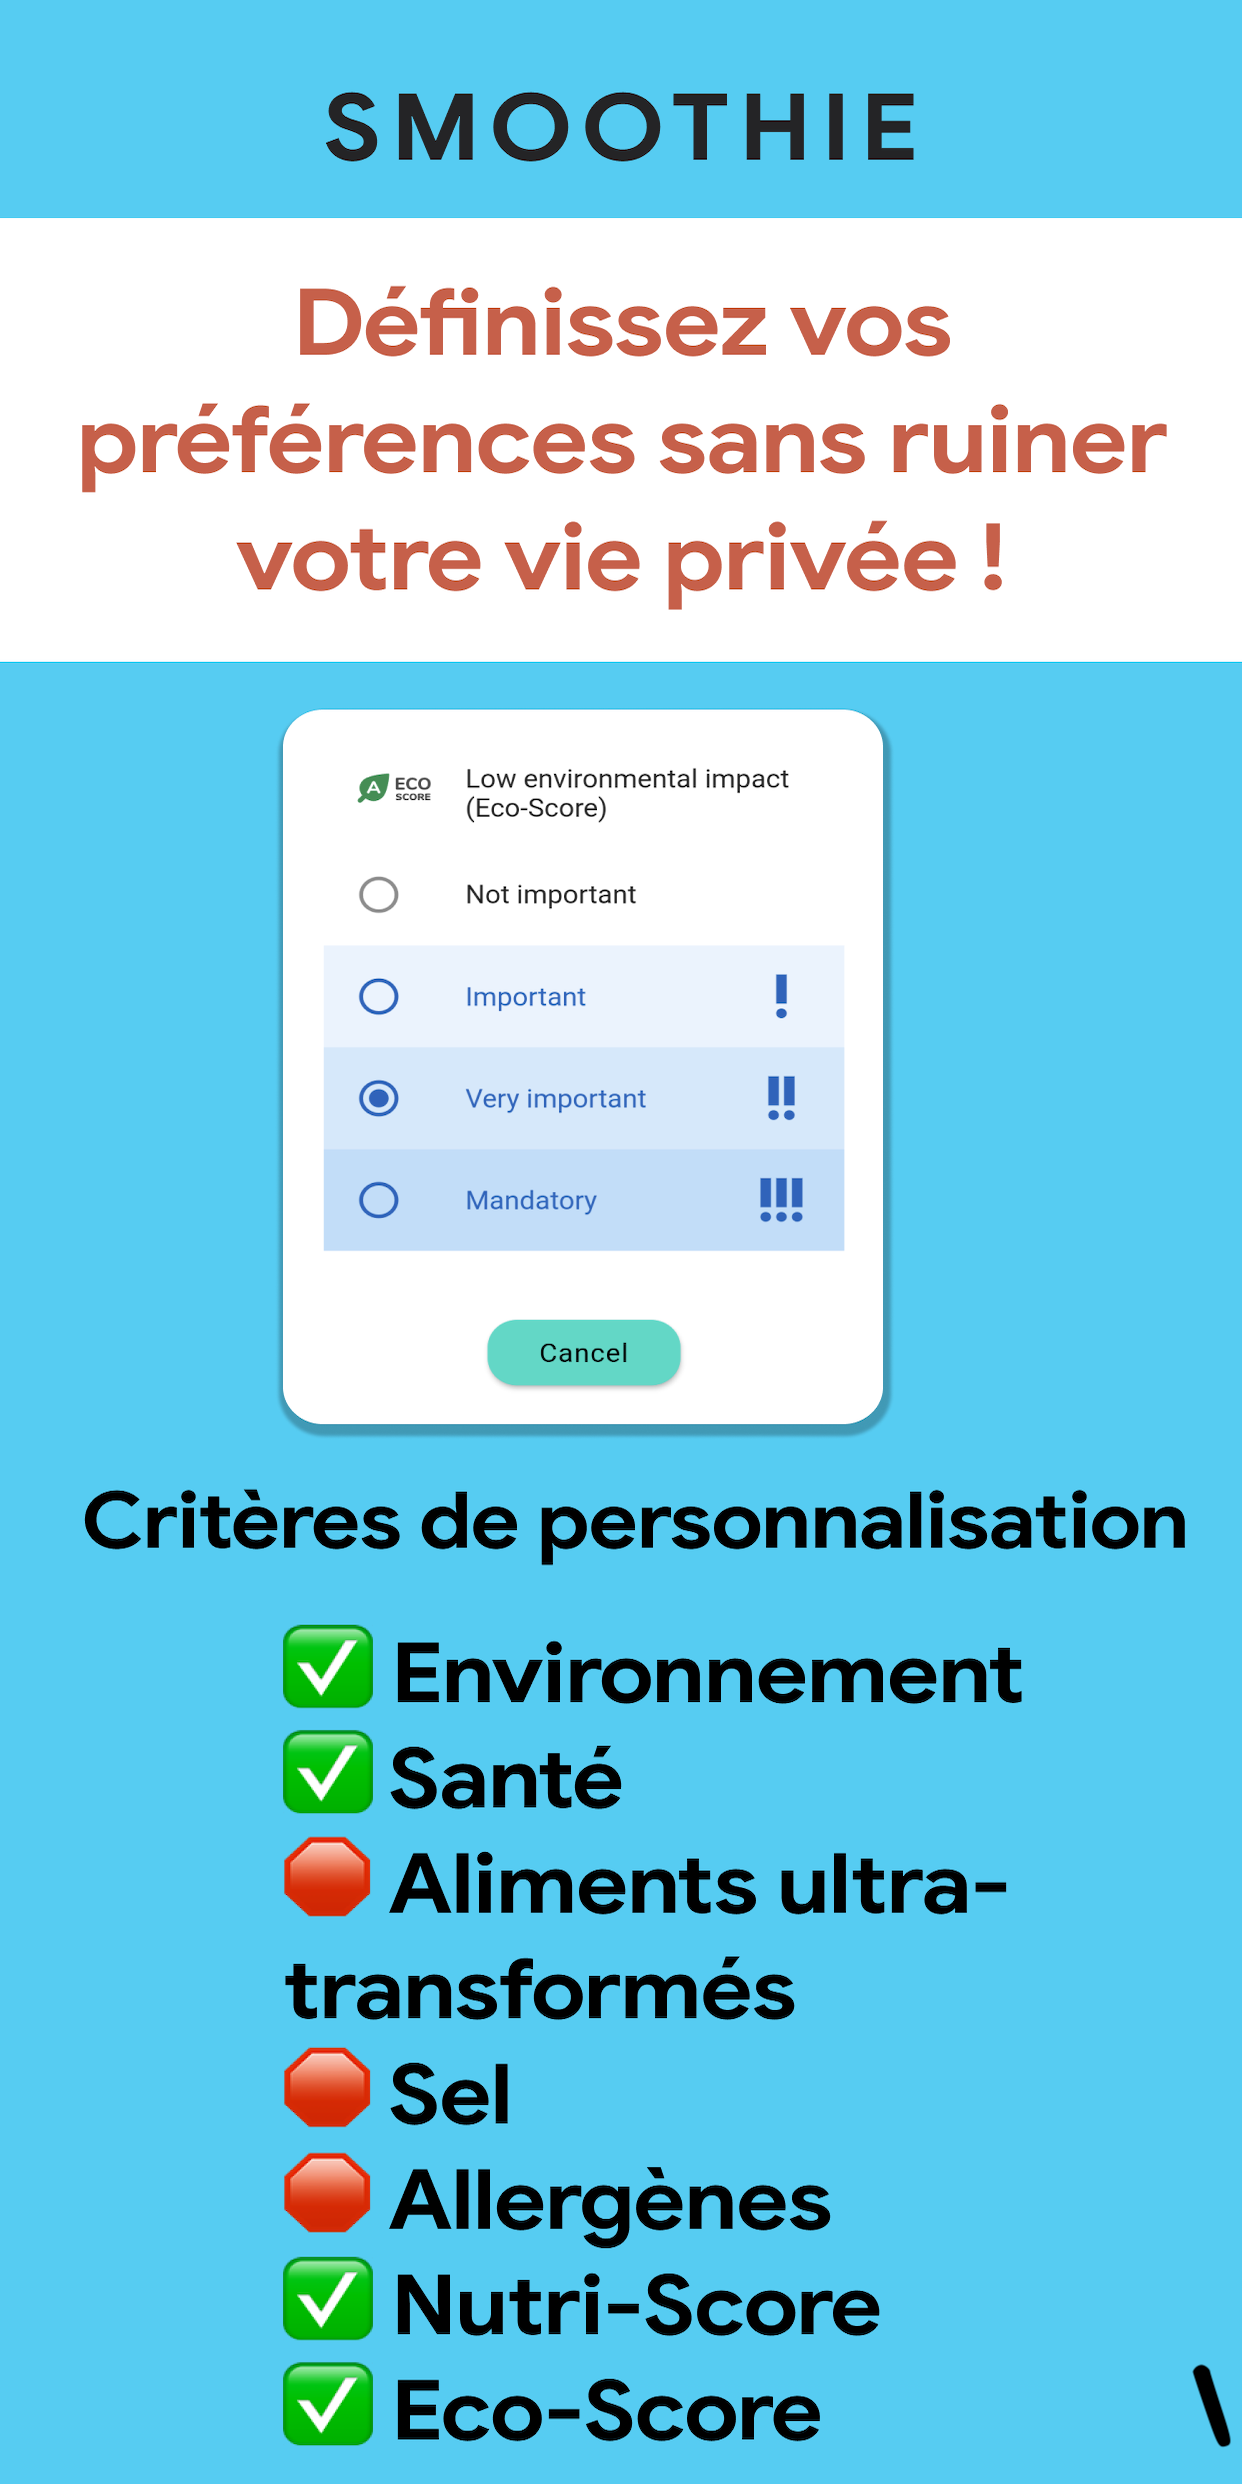 SMOOTHIE
Définissez vos
préférences sans ruiner
votre vie privée !
A ECO
SCORE
Low environmental impact
(Eco-Score)
Not important
Important !
Very important !!
Mandatory !!!
Cancel
Critères de personnalisation
✅ Environnement
✅ Santé
🛑 Aliments ultra-
transformés
🛑 Sel
🛑 Allergènes
✅ Nutri-Score
✅ Eco-Score
\